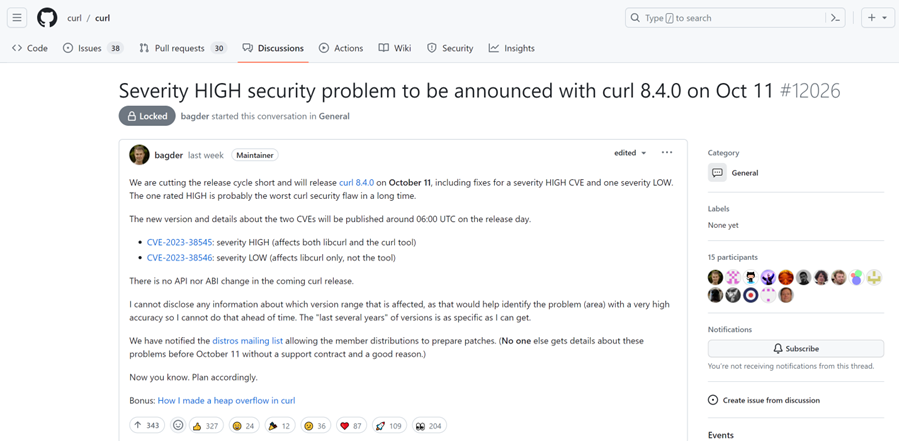 curl / curl
Type / to search
Code
Issues 38
Pull requests 30
Discussions
Actions
Wiki
Security
Insights
Severity HIGH security problem to be announced with curl 8.4.0 on Oct 11 #12026
Locked bagder started this conversation in General
bagder last week Maintainer
edited
We are cutting the release cycle short and will release curl 8.4.0 on October 11, including fixes for a severity HIGH CVE and one severity LOW.
The one rated HIGH is probably the worst curl security flaw in a long time.
The new version and details about the two CVEs will be published around 06:00 UTC on the release day.
• CVE-2023-38545: severity HIGH (affects both libcurl and the curl tool)
• CVE-2023-38546: severity LOW (affects libcurl only, not the tool)
There is no API nor ABI change in the coming curl release.
I cannot disclose any information about which version range that is affected, as that would help identify the problem (area) with a very high
accuracy so I cannot do that ahead of time. The "last several years" of versions is as specific as I can get.
We have notified the distros mailing list allowing the member distributions to prepare patches. (No one else gets details about these
problems before October 11 without a support contract and a good reason.)
Now you know. Plan accordingly.
Bonus: How I made a heap overflow in curl
343
327
24
12
36
87
109
204
Category
General
Labels
None yet
15 participants
Notifications
Subscribe
You're not receiving notifications from this thread.
Create issue from discussion
Events